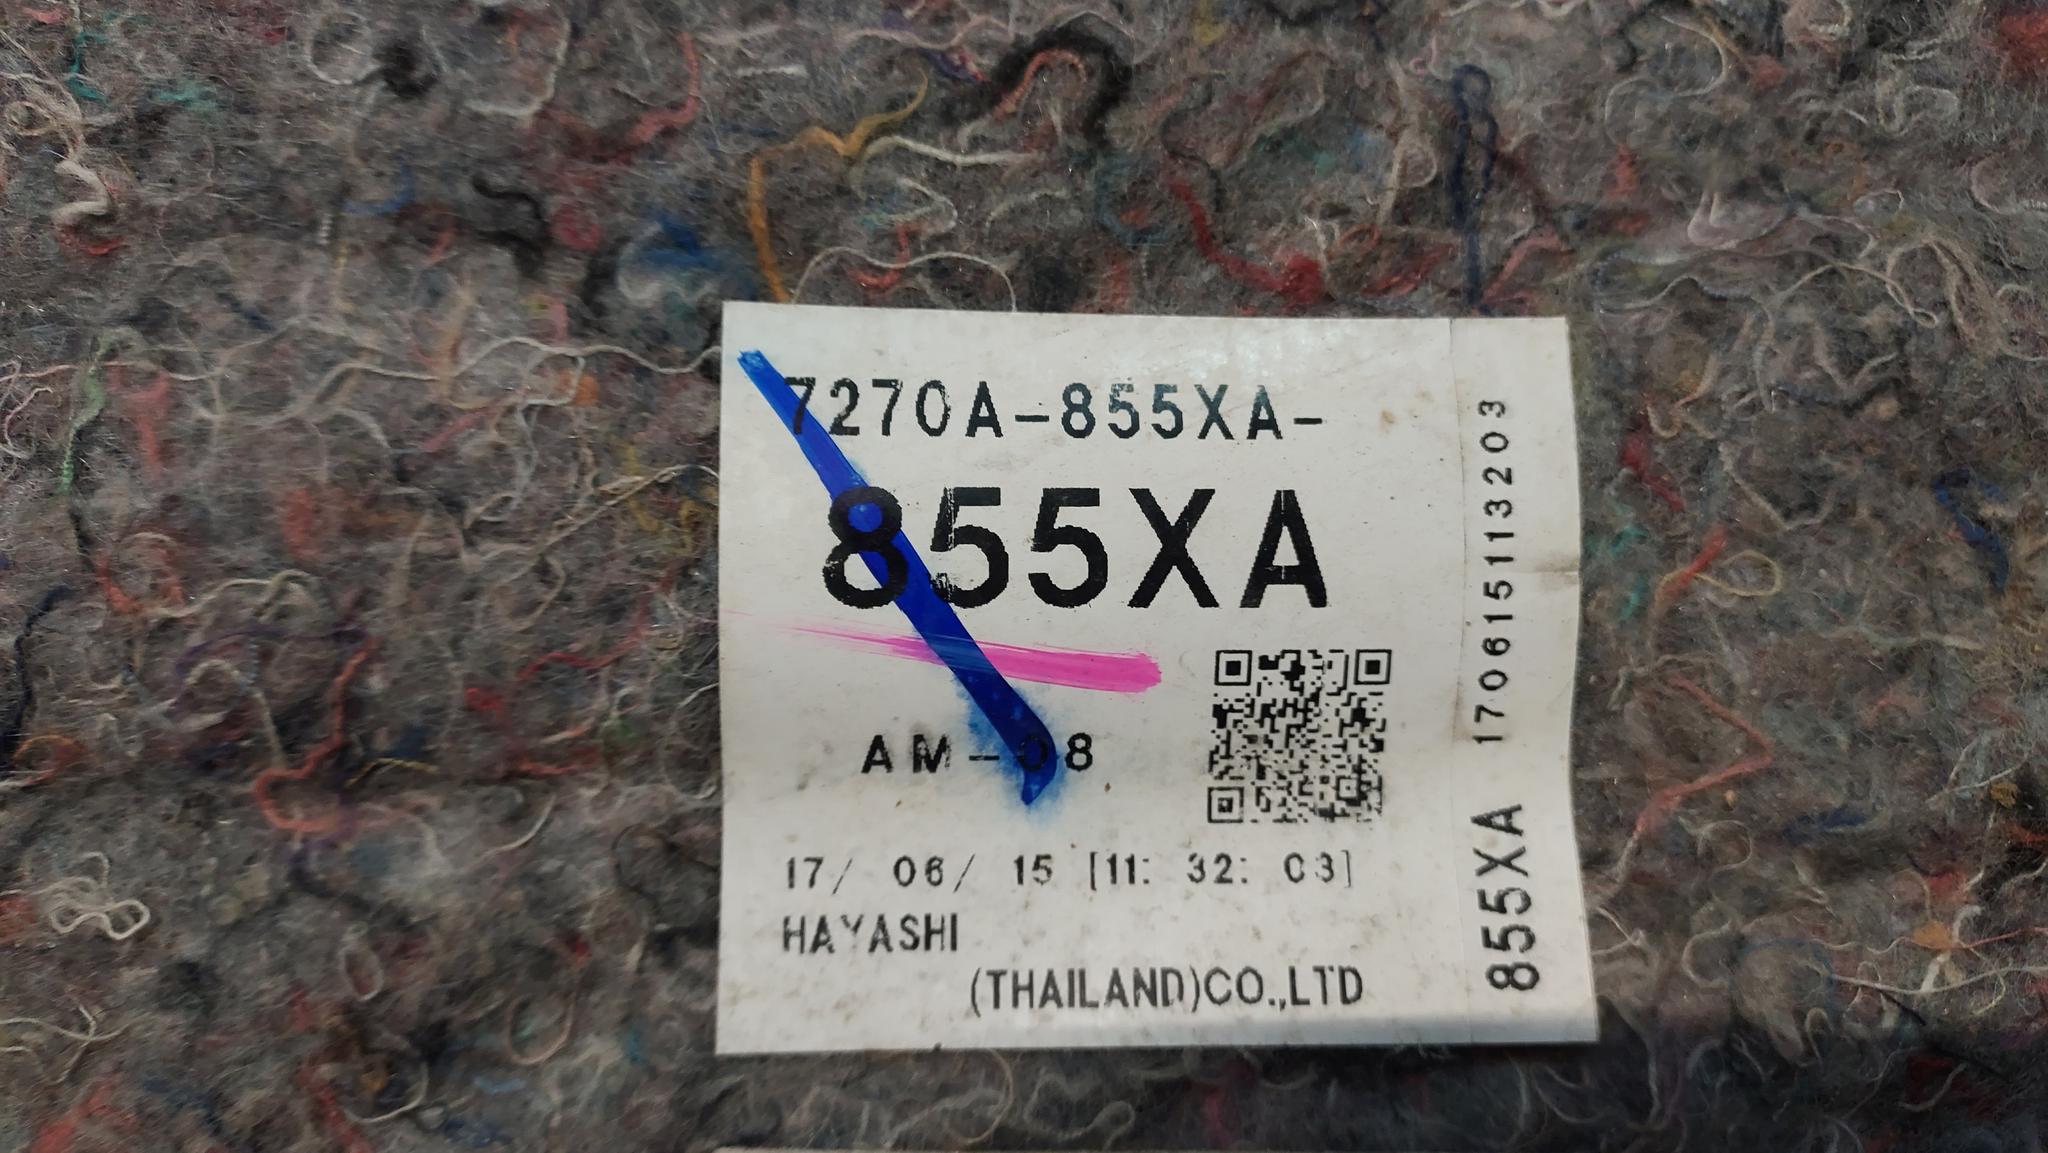 7270A-855XA-
855XA
AM-08
17/ 06/ 15 [11: 32: 03]
HAYASHI
(THAILAND)CO.,LTD
855XA 170615113203